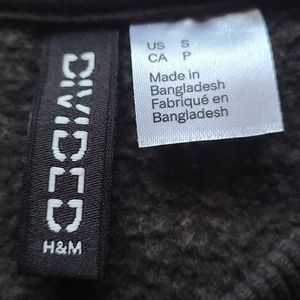 DIVIDED
H&M
US S
CA P
Made in
Bangladesh
Fabriqué en
Bangladesh